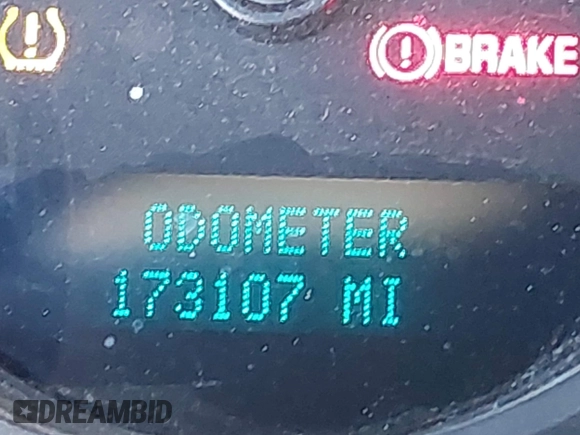 BRAKE
ODOMETER
173107 MI
DREAMBID